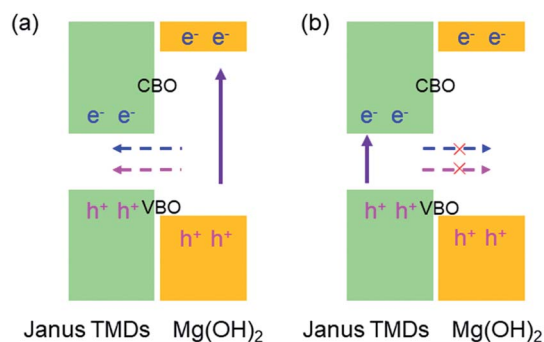 (a)
e⁻ e⁻
CBO
e⁻ e⁻
h⁺ h⁺
VBO
h⁺ h⁺
Janus TMDs Mg(OH)₂
(b)
e⁻ e⁻
CBO
e⁻ e⁻
h⁺ h⁺
VBO
h⁺ h⁺
Janus TMDs Mg(OH)₂